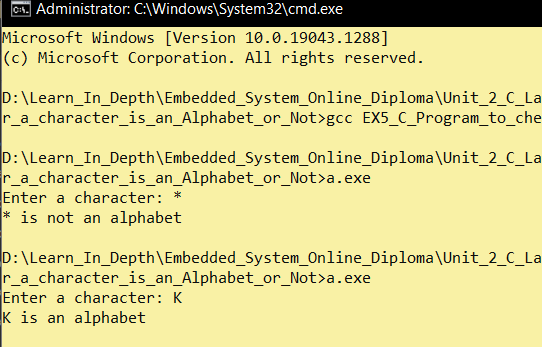 Administrator: C:\Windows\System32\cmd.exe
Microsoft Windows [Version 10.0.19043.1288]
(c) Microsoft Corporation. All rights reserved.
D:\Learn_In_Depth\Embedded_System_Online_Diploma\Unit_2_C_La
r_a_character_is_an_Alphabet_or_Not>gcc EX5_C_Program_to_che
D:\Learn_In_Depth\Embedded_System_Online_Diploma\Unit_2_C_La
r_a_character_is_an_Alphabet_or_Not>a.exe
Enter a character: *
* is not an alphabet
D:\Learn_In_Depth\Embedded_System_Online_Diploma\Unit_2_C_La
r_a_character_is_an_Alphabet_or_Not>a.exe
Enter a character: K
K is an alphabet